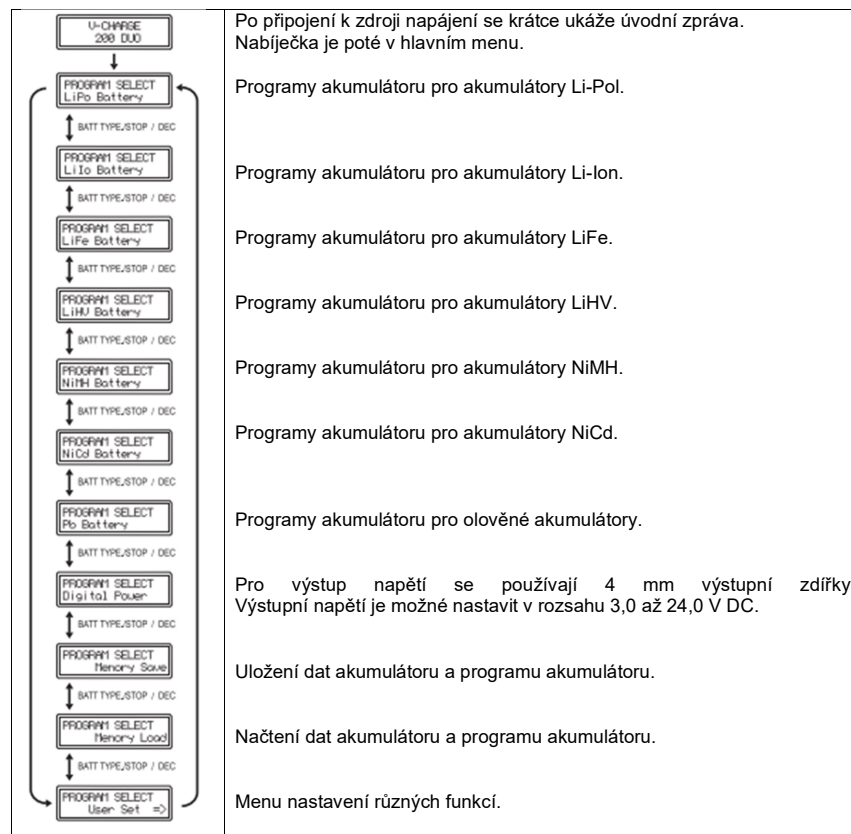 V-CHARGE
200 DUO
Po připojení k zdroji napájení se krátce ukáže úvodní zpráva.
Nabíječka je poté v hlavním menu.
PROGRAM SELECT
LiPo Battery
Programy akumulátoru pro akumulátory Li-Pol.
BATT TYPE/STOP / DEC
PROGRAM SELECT
LiIo Battery
Programy akumulátoru pro akumulátory Li-Ion.
BATT TYPE/STOP / DEC
PROGRAM SELECT
LiFe Battery
Programy akumulátoru pro akumulátory LiFe.
BATT TYPE/STOP / DEC
PROGRAM SELECT
LiHV Battery
Programy akumulátoru pro akumulátory LiHV.
BATT TYPE/STOP / DEC
PROGRAM SELECT
NiMH Battery
Programy akumulátoru pro akumulátory NiMH.
BATT TYPE/STOP / DEC
PROGRAM SELECT
NiCd Battery
Programy akumulátoru pro akumulátory NiCd.
BATT TYPE/STOP / DEC
PROGRAM SELECT
Pb Battery
Programy akumulátoru pro olověné akumulátory.
BATT TYPE/STOP / DEC
PROGRAM SELECT
Digital Power
Pro výstup napětí se používají 4 mm výstupní zdířky
Výstupní napětí je možné nastavit v rozsahu 3,0 až 24,0 V DC.
BATT TYPE/STOP / DEC
PROGRAM SELECT
Memory Save
Uložení dat akumulátoru a programu akumulátoru.
BATT TYPE/STOP / DEC
PROGRAM SELECT
Memory Load
Načtení dat akumulátoru a programu akumulátoru.
BATT TYPE/STOP / DEC
PROGRAM SELECT
User Set =>
Menu nastavení různých funkcí.